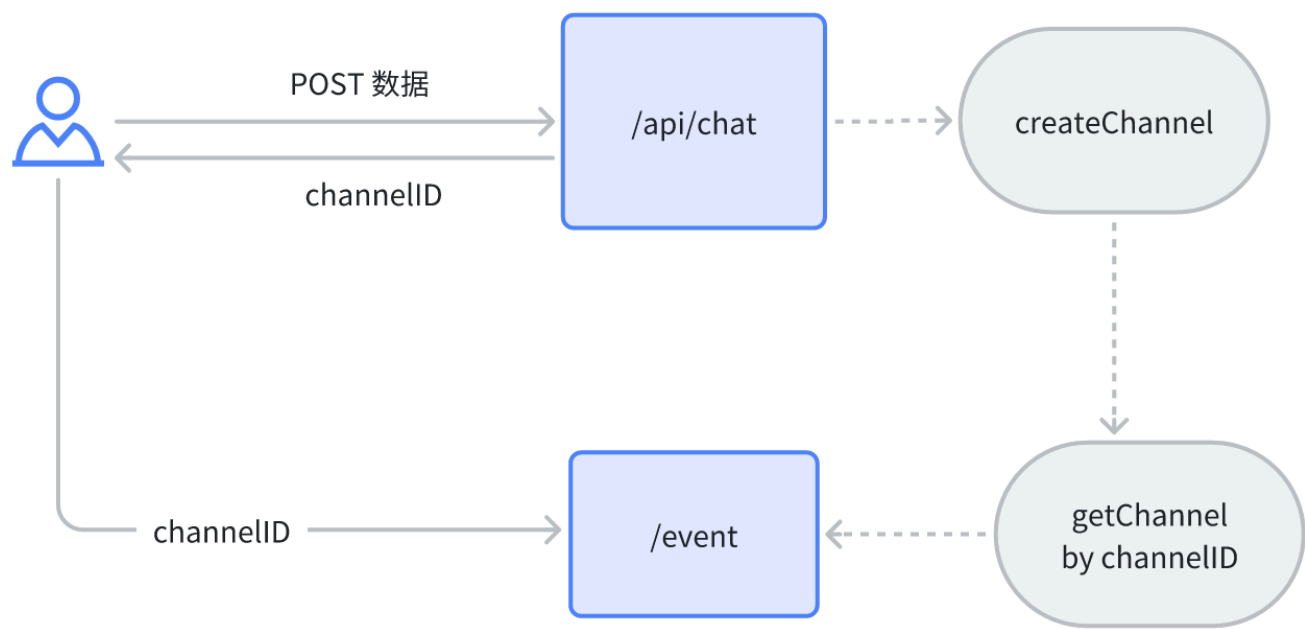 POST 数据
/api/chat
createChannel
channelID
channelID
/event
getChannel
by channelID